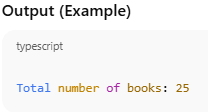 Output (Example)
typescript
Total number of books: 25